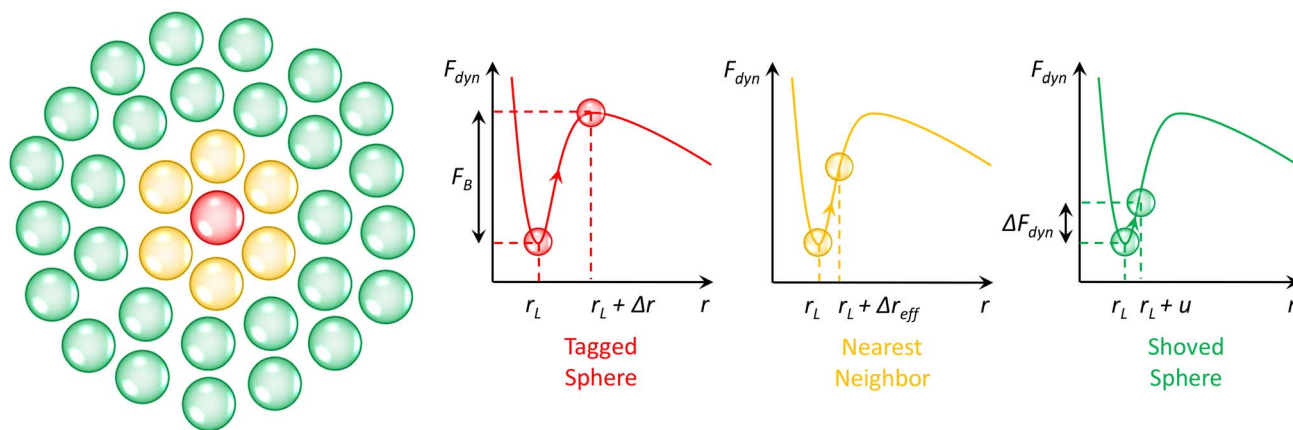 F_dyn
F_B
r_L
r_L + Δr
r
Tagged
Sphere
F_dyn
r_L
r_L + Δr_eff
r
Nearest
Neighbor
F_dyn
ΔF_dyn
r_L
r_L + u
r
Shoved
Sphere